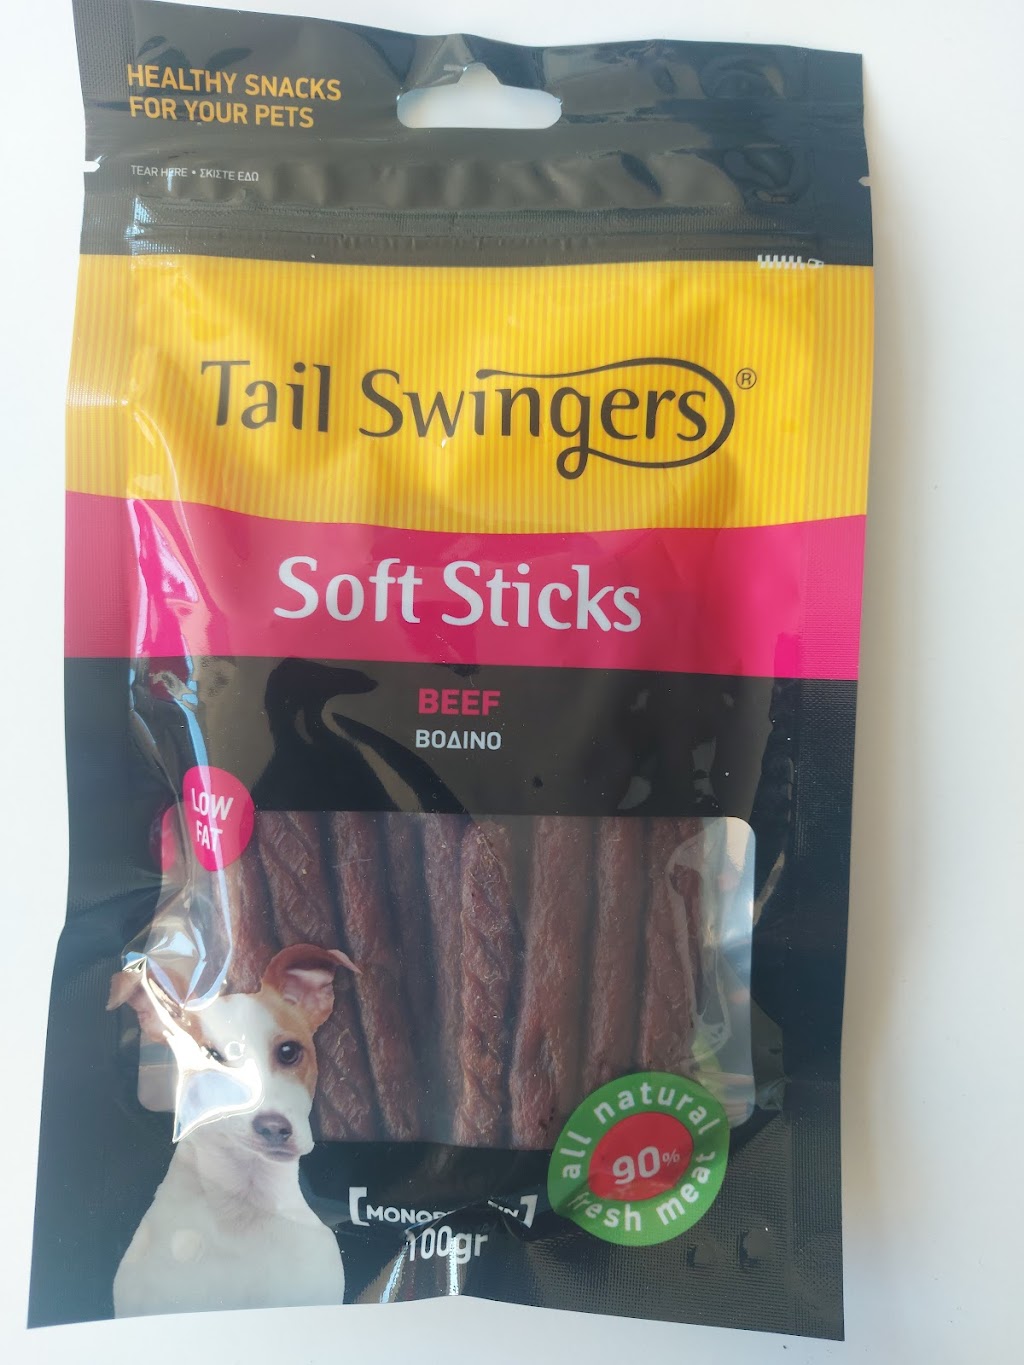 HEALTHY SNACKS
FOR YOUR PETS
TEAR HERE • ΣΚΙΣΤΕ ΕΔΩ
Tail Swingers®
Soft Sticks
BEEF
ΒΟΔΙΝΟ
LOW
FAT
all natural
90%
fresh meat
100gr